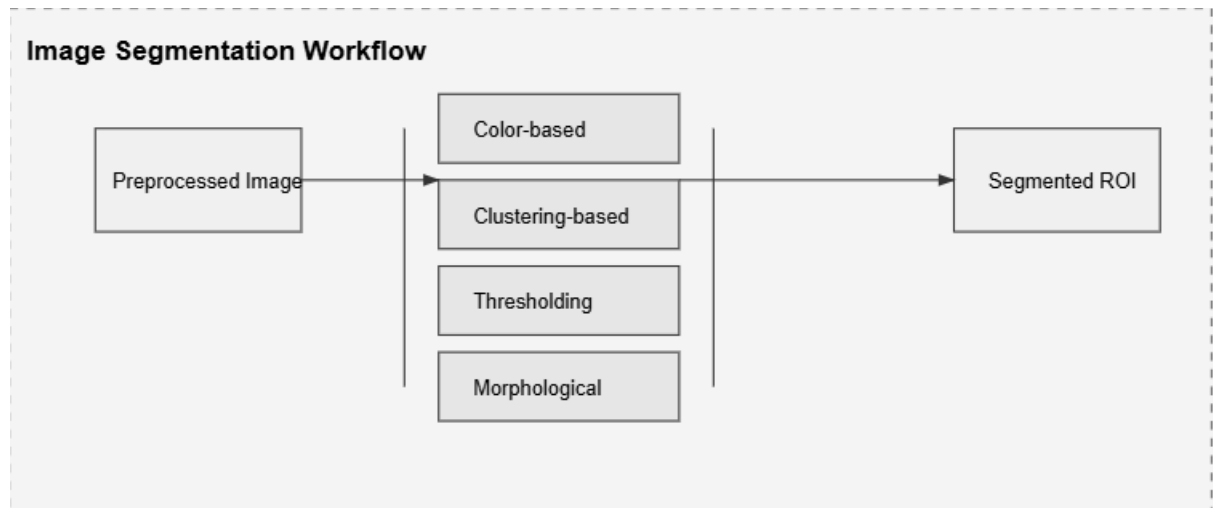 Image Segmentation Workflow
Color-based
Preprocessed Image
Segmented ROI
Clustering-based
Thresholding
Morphological